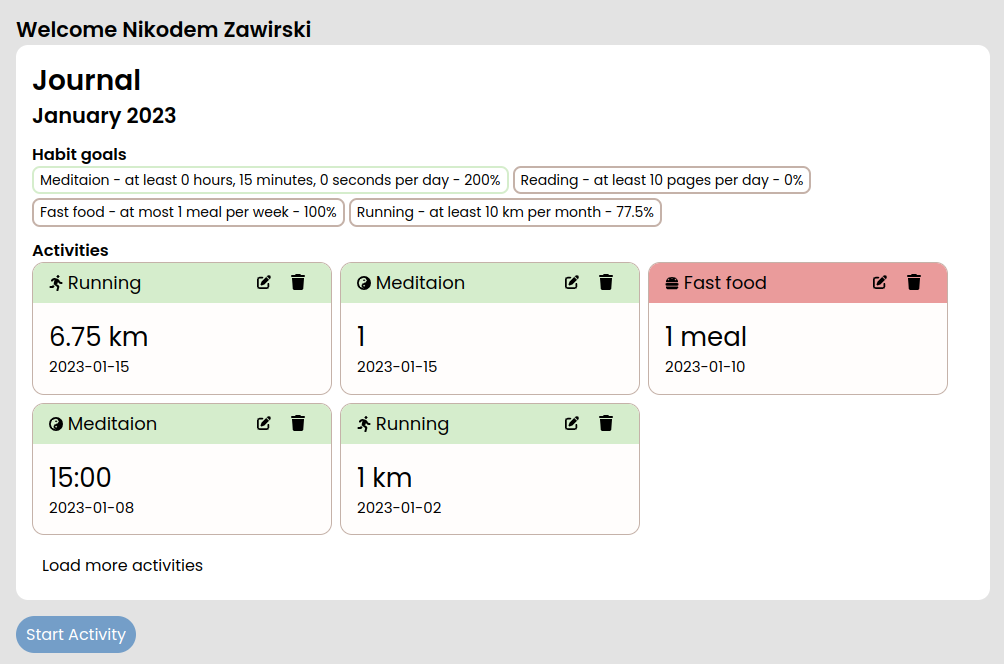 Welcome Nikodem Zawirski
Journal
January 2023
Habit goals
Meditaion - at least 0 hours, 15 minutes, 0 seconds per day - 200%
Reading - at least 10 pages per day - 0%
Fast food - at most 1 meal per week - 100%
Running - at least 10 km per month - 77.5%
Activities
Running
6.75 km
2023-01-15
Meditaion
1
2023-01-15
Fast food
1 meal
2023-01-10
Meditaion
15:00
2023-01-08
Running
1 km
2023-01-02
Load more activities
Start Activity